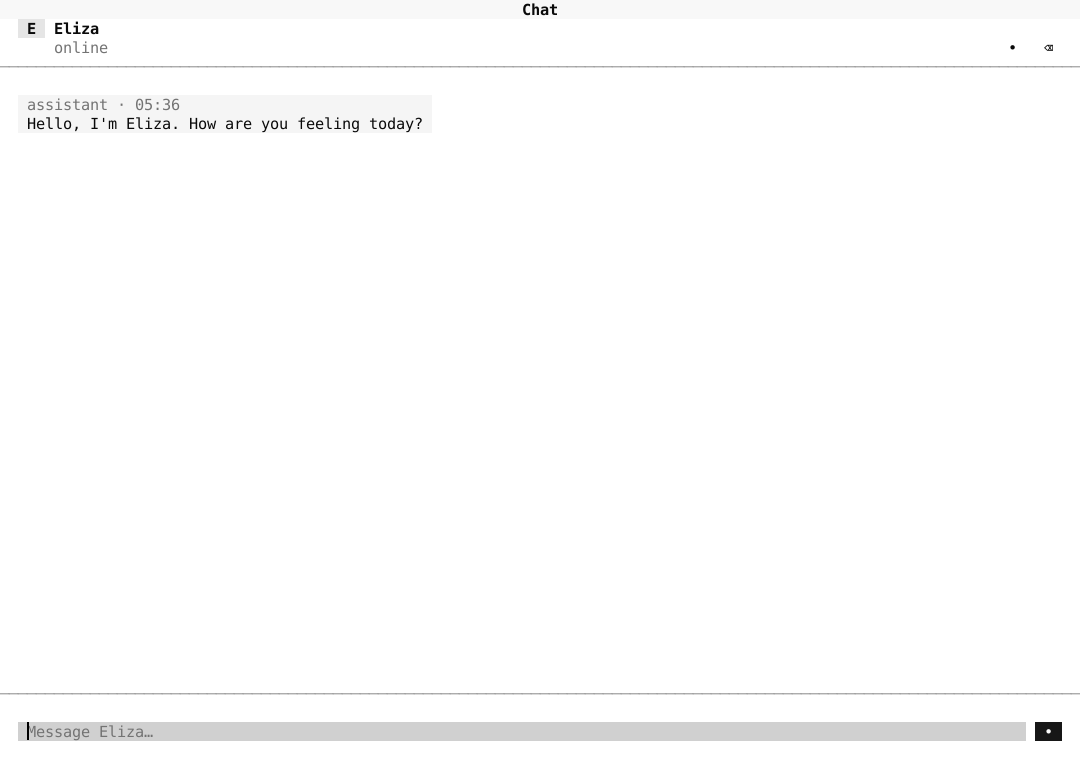 Chat
E Eliza
online
• ⌫
assistant · 05:36
Hello, I'm Eliza. How are you feeling today?
Message Eliza…
•